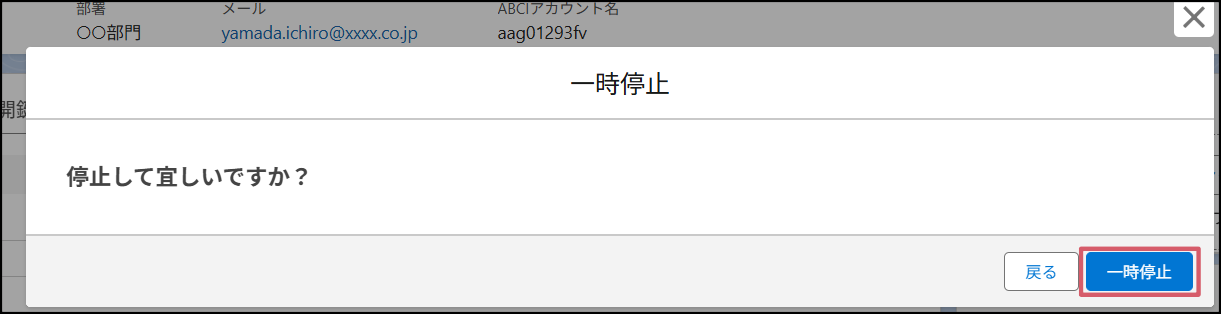 部署 メール ABCIアカウント名
〇〇部門 yamada.ichiro@xxxx.co.jp aag01293fv
一時停止
停止して宜しいですか？
戻る 一時停止